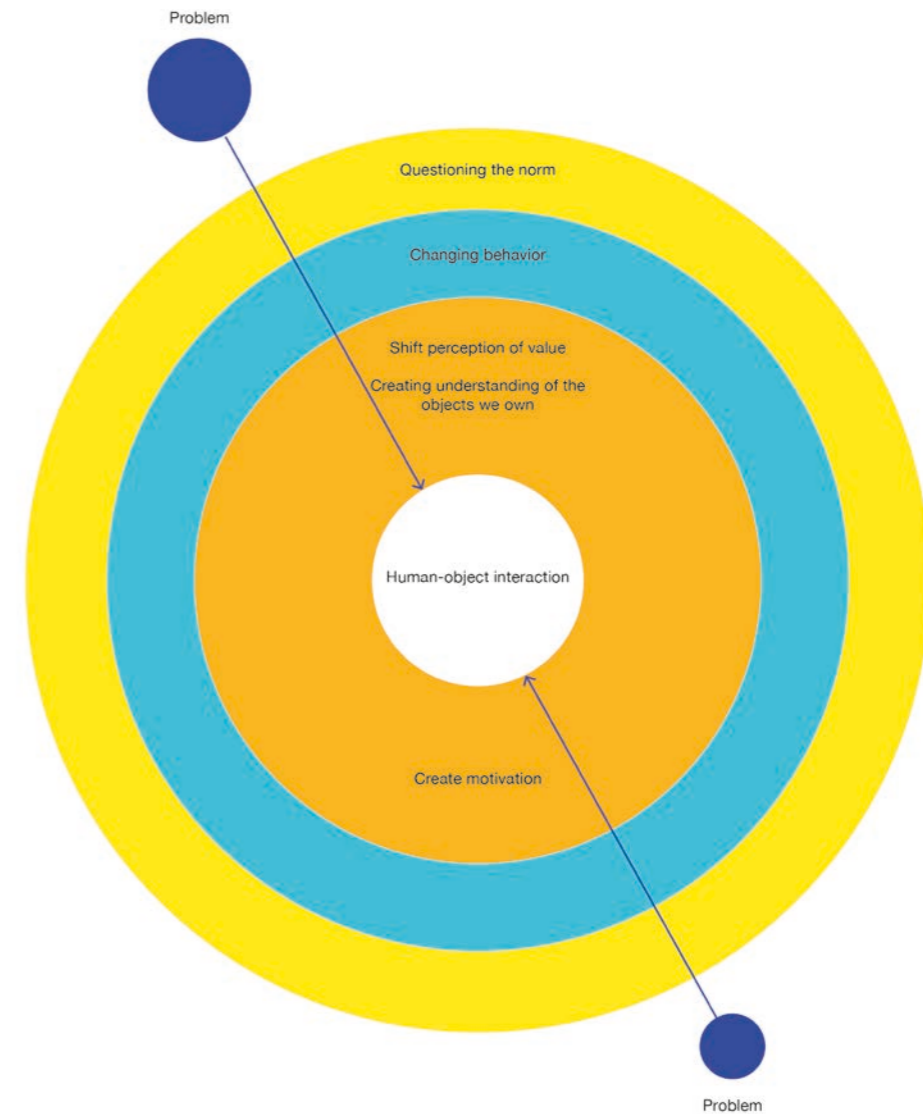 Problem
Questioning the norm
Changing behavior
Shift perception of value
Creating understanding of the
objects we own
Human-object interaction
Create motivation
Problem